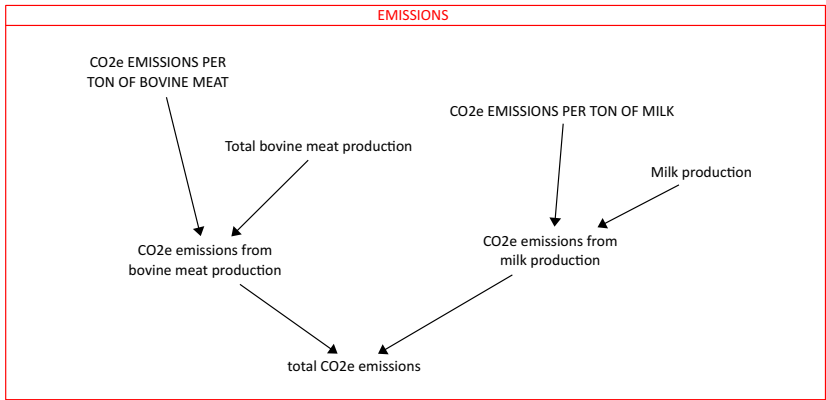 EMISSIONS
CO2e EMISSIONS PER
TON OF BOVINE MEAT
CO2e EMISSIONS PER TON OF MILK
Total bovine meat production
Milk production
CO2e emissions from
bovine meat production
CO2e emissions from
milk production
total CO2e emissions